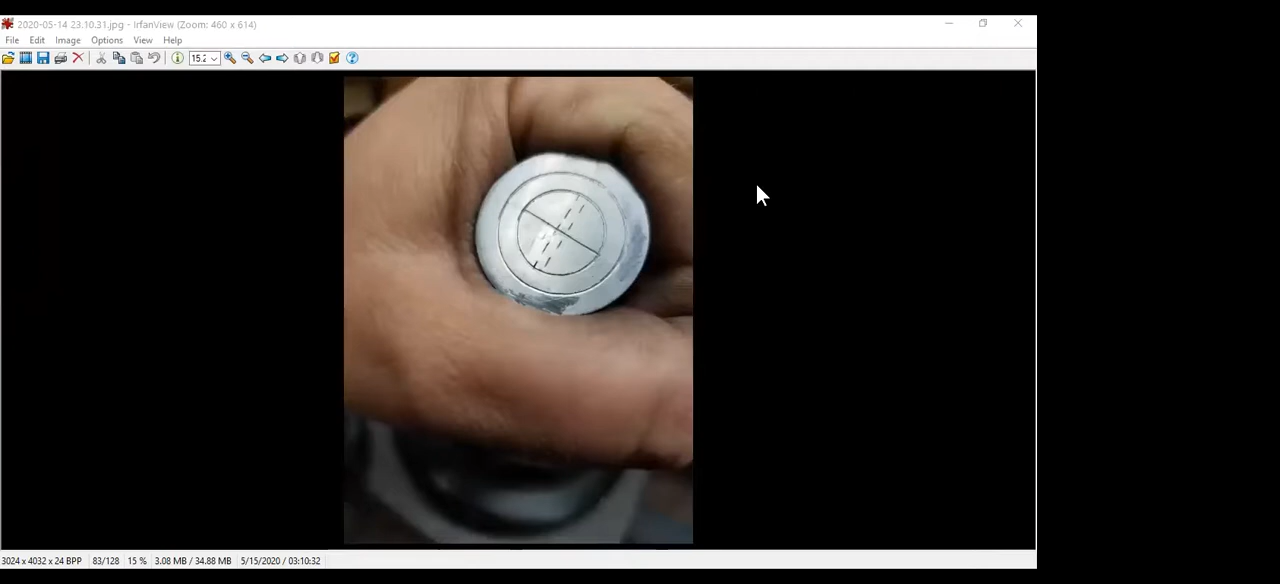 2020-05-14 23.10.31.jpg - IrfanView (Zoom: 460 x 614)
File Edit Image Options View Help
3024 x 4032 x 24 BPP 83/128 15 % 3.08 MB / 34.88 MB 5/15/2020 / 03:10:32